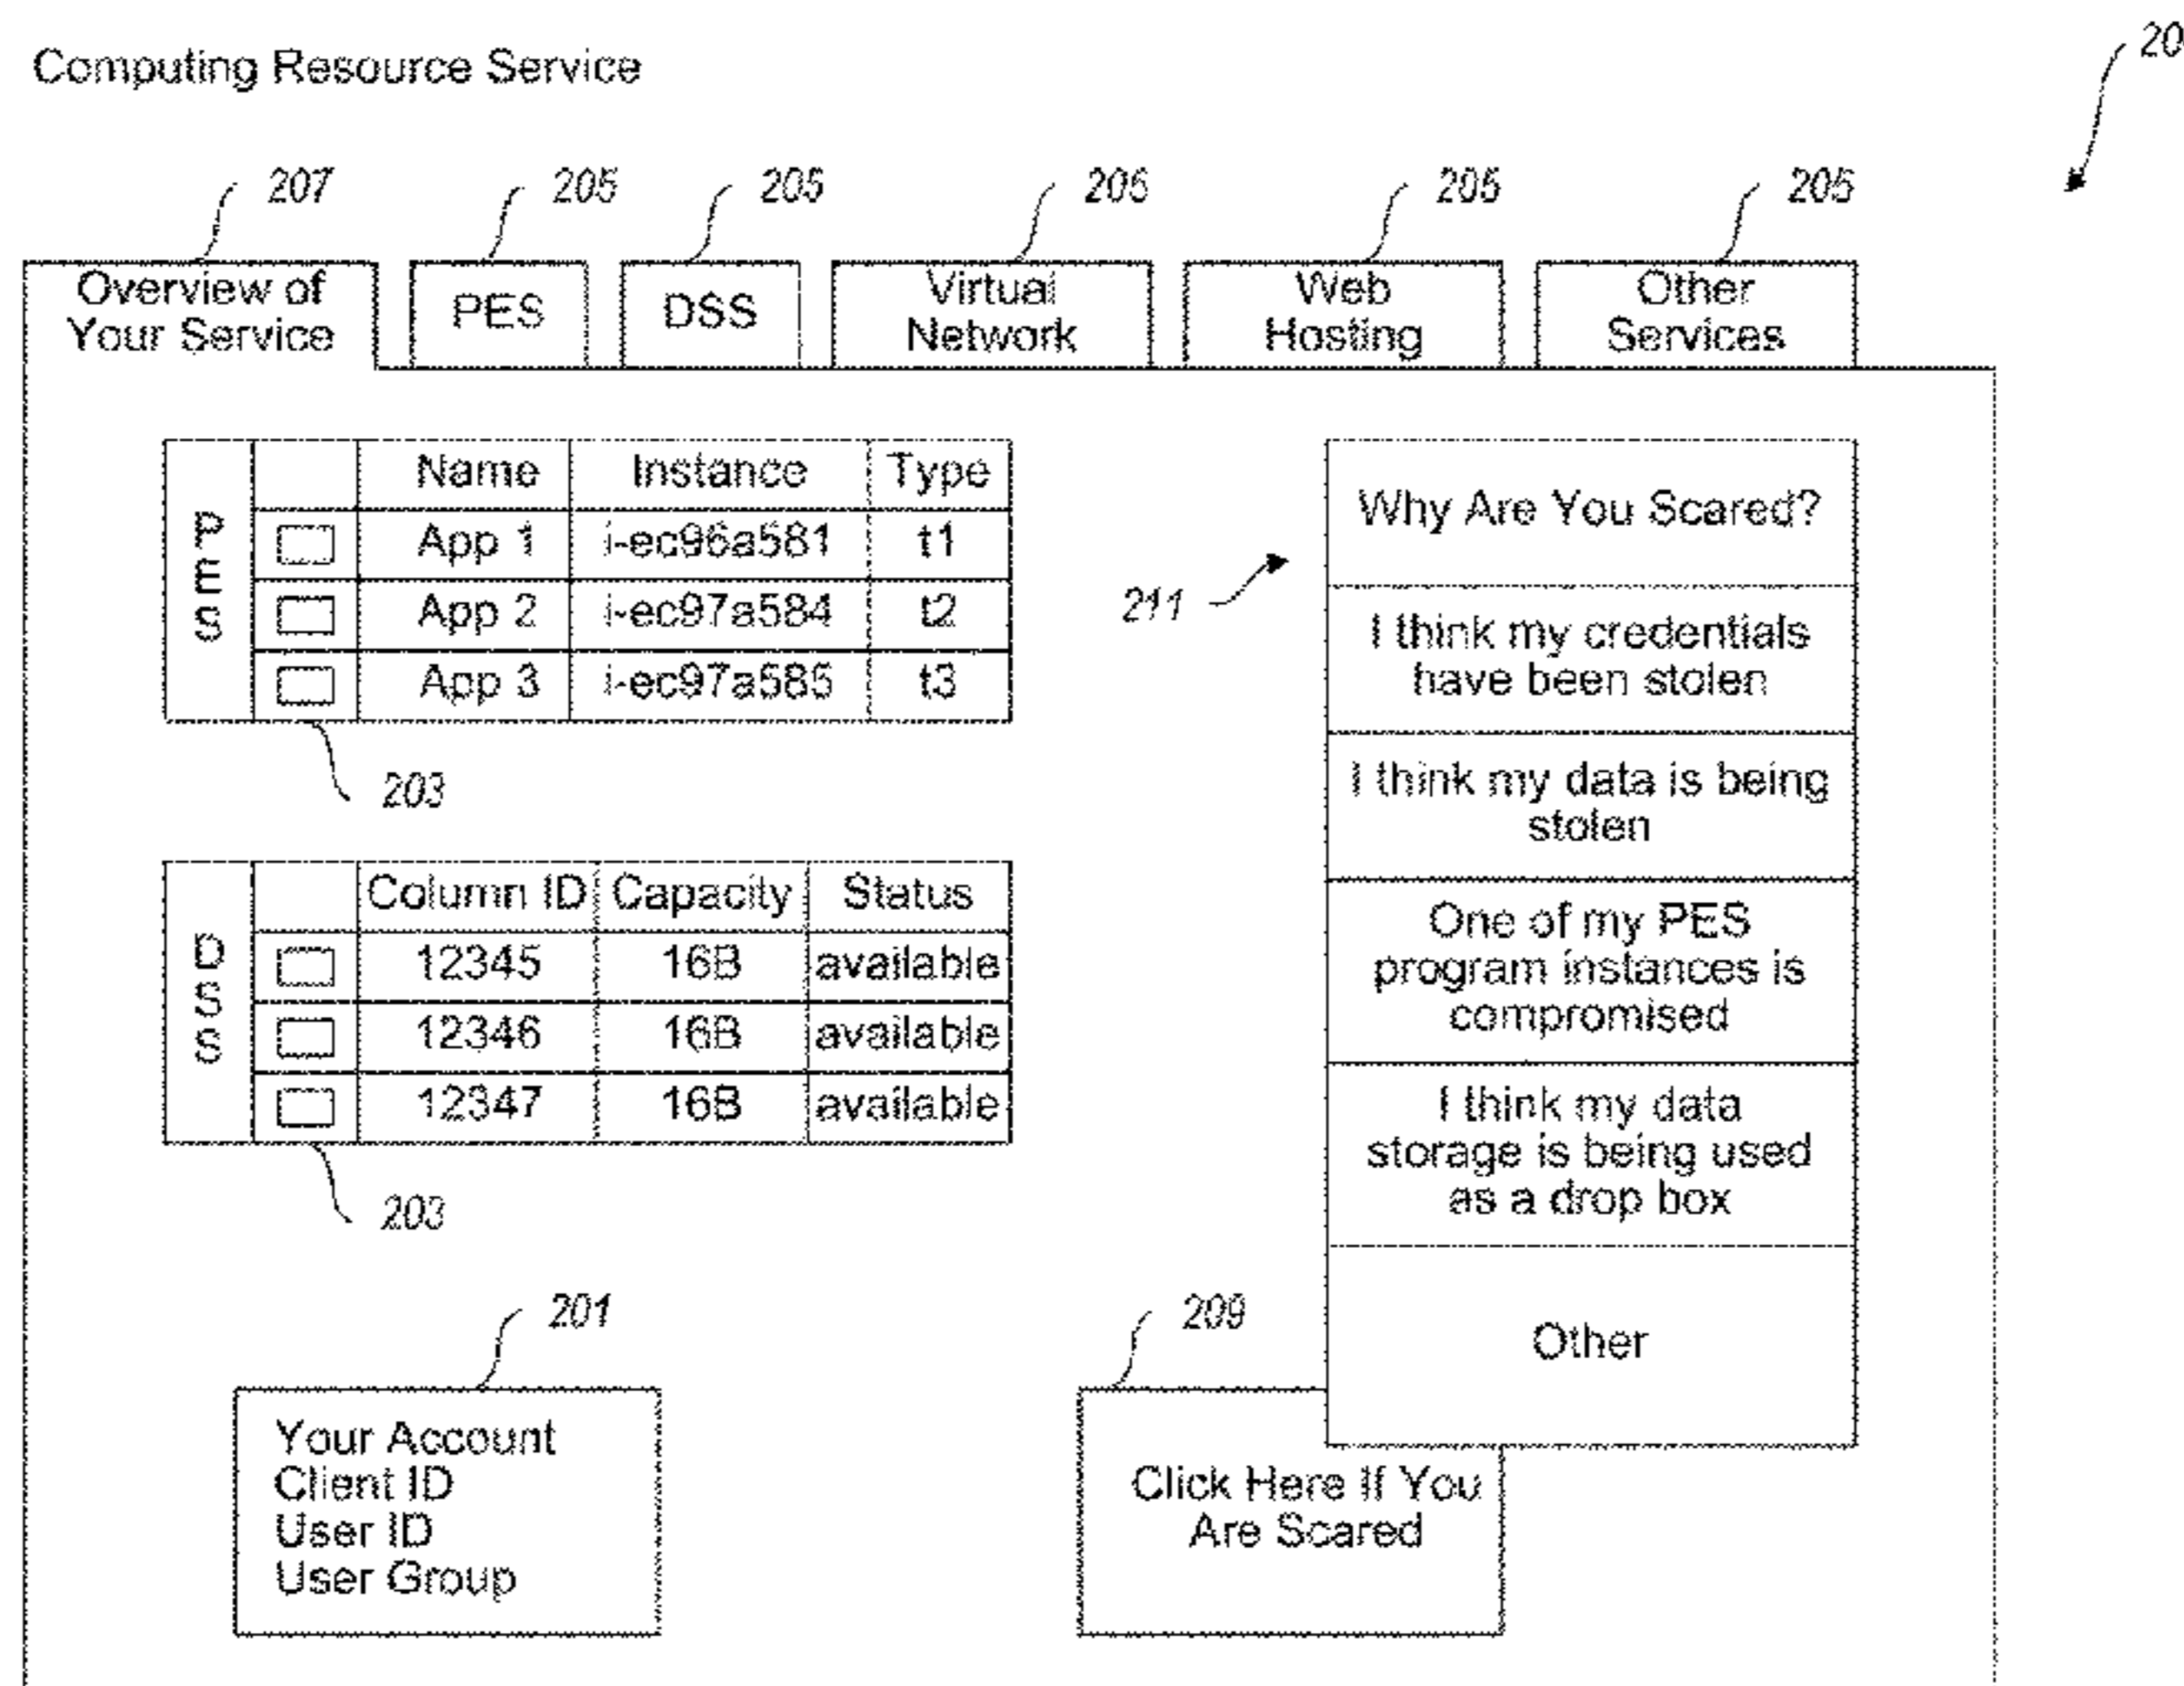 20
Computing Resource Service
207 205 205 205 205 205
Overview of
Your Service
PES
DSS
Virtual
Network
Web
Hosting
Other
Services
PES
Name Instance Type
App 1 i-ec96a581 t1
App 2 i-ec97a584 t2
App 3 i-ec97a585 t3
203
DSS
Column ID Capacity Status
12345 16B available
12346 16B available
12347 16B available
203
211
Why Are You Scared?
I think my credentials
have been stolen
I think my data is being
stolen
One of my PES
program instances is
compromised
I think my data
storage is being used
as a drop box
Other
201
Your Account
Client ID
User ID
User Group
209
Click Here If You
Are Scared